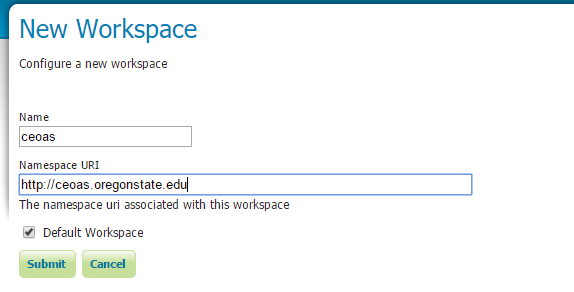 New Workspace
Configure a new workspace
Name
ceoas
Namespace URI
http://ceoas.oregonstate.edu
The namespace uri associated with this workspace
Default Workspace
Submit Cancel